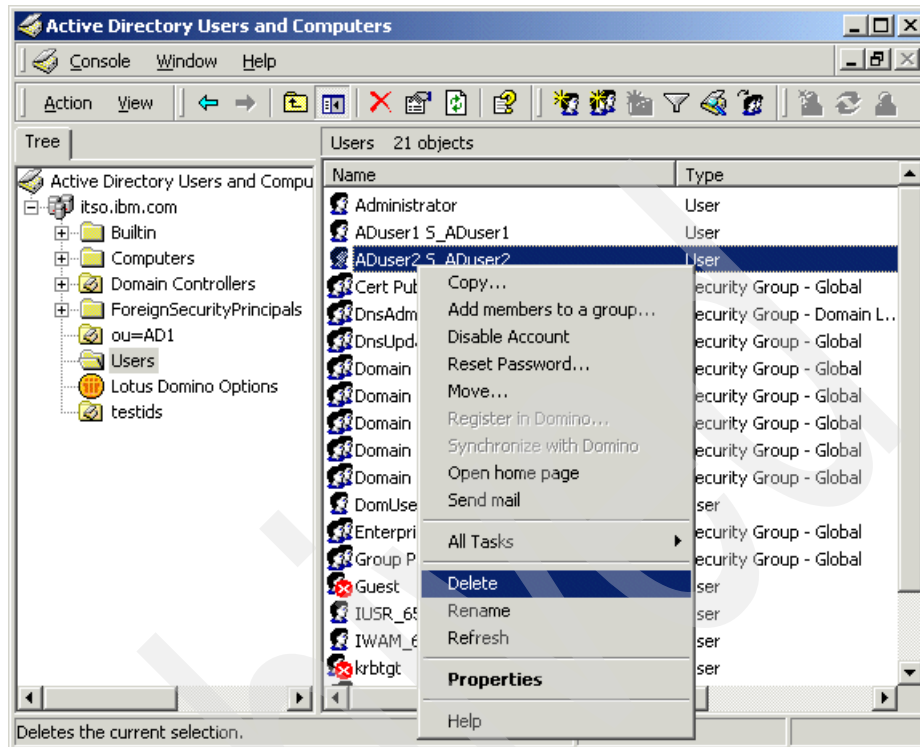 Active Directory Users and Computers
Console Window Help
Action View
Tree
Users 21 objects
Active Directory Users and Compu
itso.ibm.com
Builtin
Computers
Domain Controllers
ForeignSecurityPrincipals
ou=AD1
Users
Lotus Domino Options
testids
Name Type
Administrator User
ADuser1 S_ADuser1 User
ADuser2 S_ADuser2 User
Cert Pub ecurity Group - Global
DnsAdm ecurity Group - Domain L...
DnsUpd ecurity Group - Global
Domain ecurity Group - Global
Domain ecurity Group - Global
Domain ecurity Group - Global
Domain ecurity Group - Global
Domain ecurity Group - Global
DomUse ser
Enterpri ecurity Group - Global
Group P ecurity Group - Global
Guest ser
IUSR_65 ser
IWAM_6 ser
krbtgt ser
Copy...
Add members to a group...
Disable Account
Reset Password...
Move...
Register in Domino...
Synchronize with Domino
Open home page
Send mail
All Tasks
Delete
Rename
Refresh
Properties
Help
Deletes the current selection.